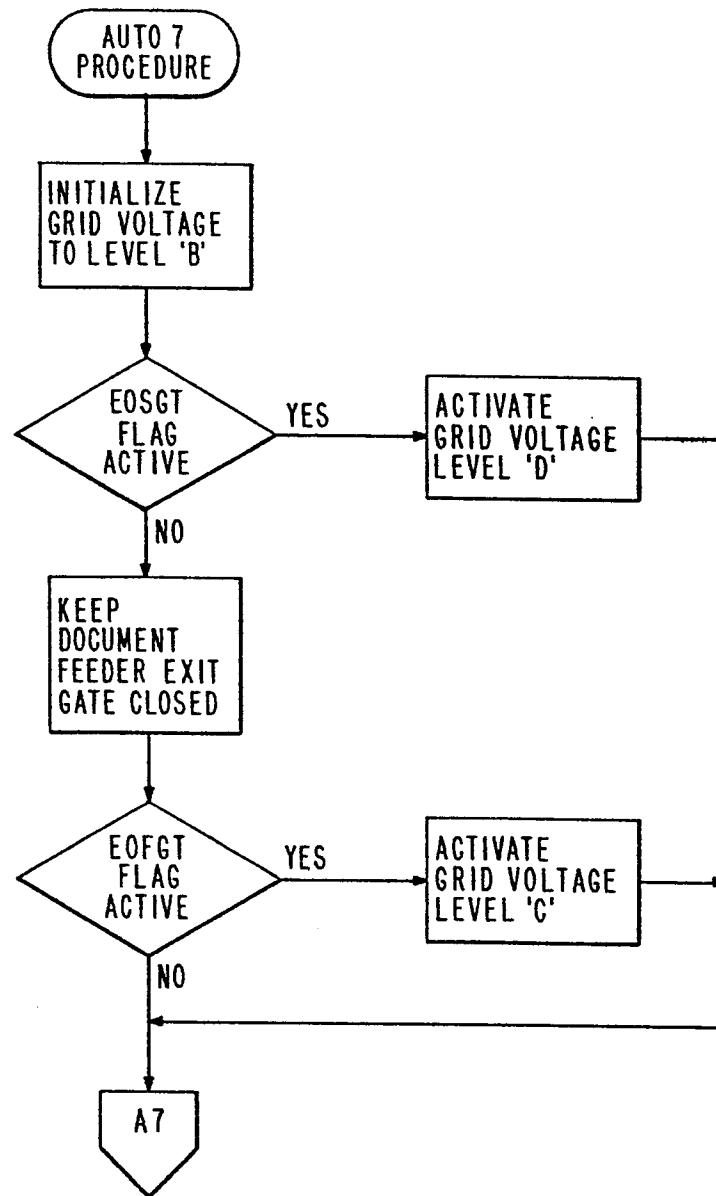 AUTO 7
PROCEDURE
INITIALIZE
GRID VOLTAGE
TO LEVEL 'B'
EOSGT
FLAG
ACTIVE
YES
ACTIVATE
GRID VOLTAGE
LEVEL 'D'
NO
KEEP
DOCUMENT
FEEDER EXIT
GATE CLOSED
EOFGT
FLAG
ACTIVE
YES
ACTIVATE
GRID VOLTAGE
LEVEL 'C'
NO
A7